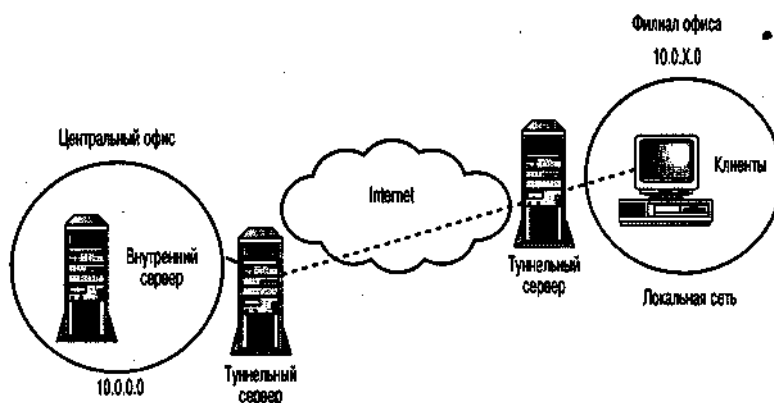 Филиал офиса
10.0.X.0
Центральный офис
Клиенты
Internet
Внутренний
сервер
Туннельный
сервер
Локальная сеть
10.0.0.0
Туннельный
сервер